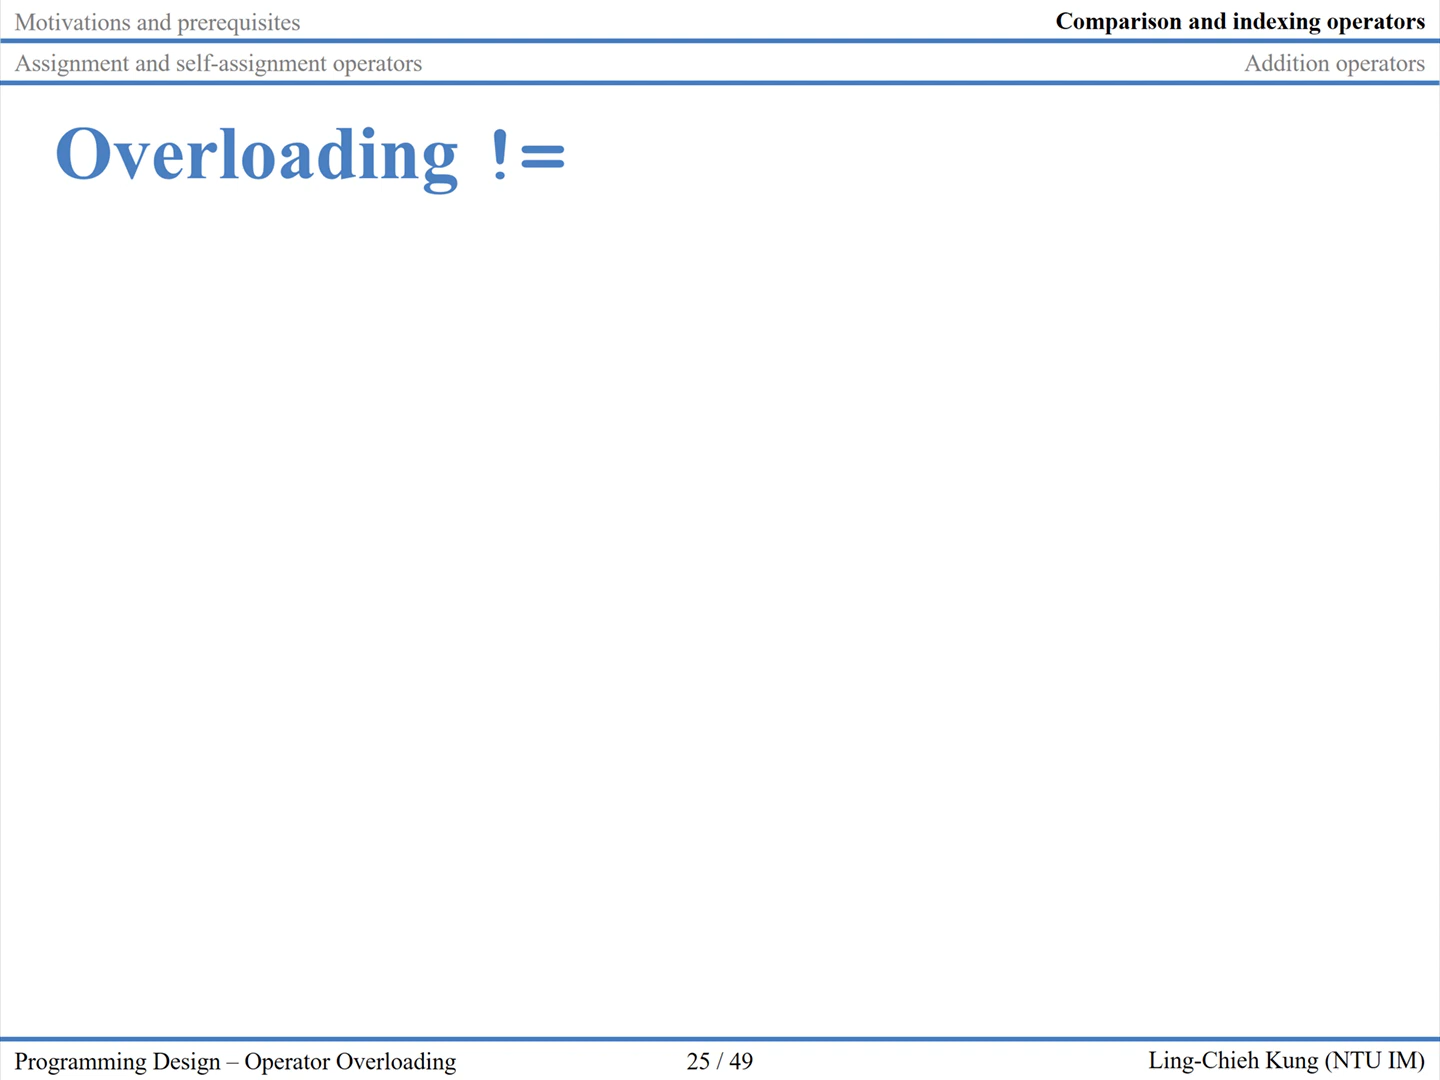 Motivations and prerequisites
Comparison and indexing operators
Assignment and self-assignment operators
Addition operators
Overloading !=
Programming Design – Operator Overloading
25 / 49
Ling-Chieh Kung (NTU IM)